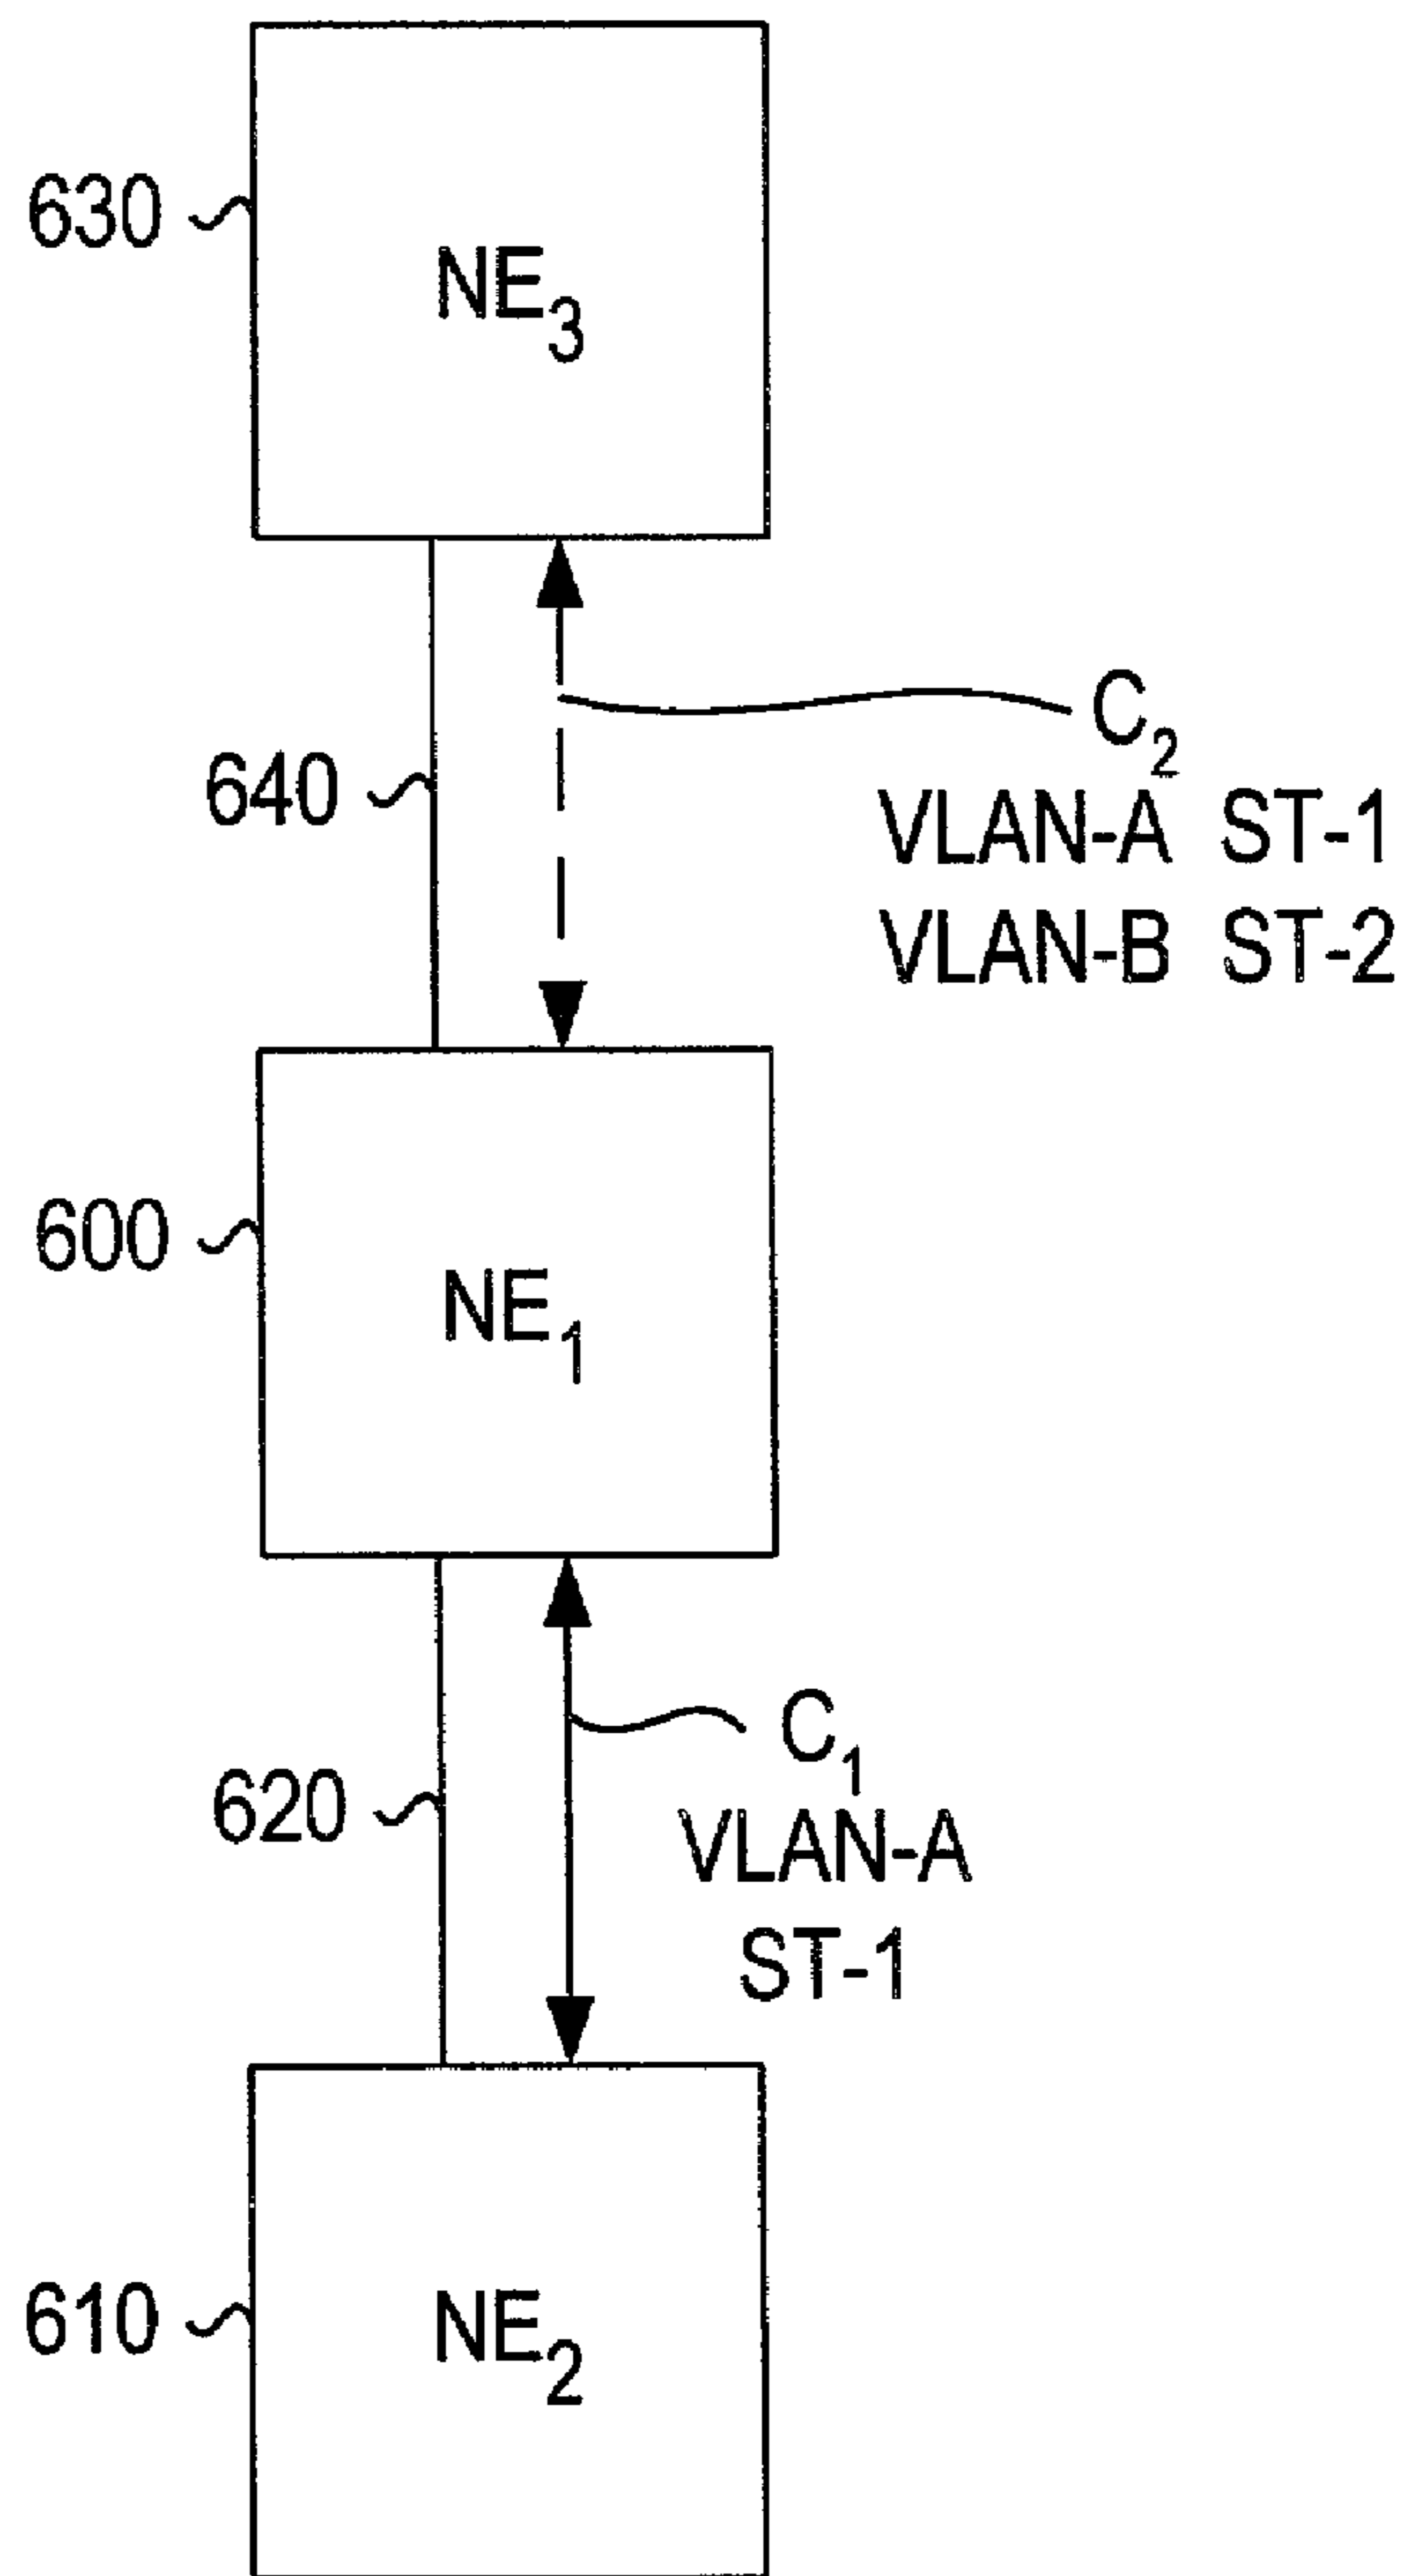 630
NE3
C2
640
VLAN-A ST-1
VLAN-B ST-2
600
NE1
C1
620
VLAN-A
ST-1
610
NE2